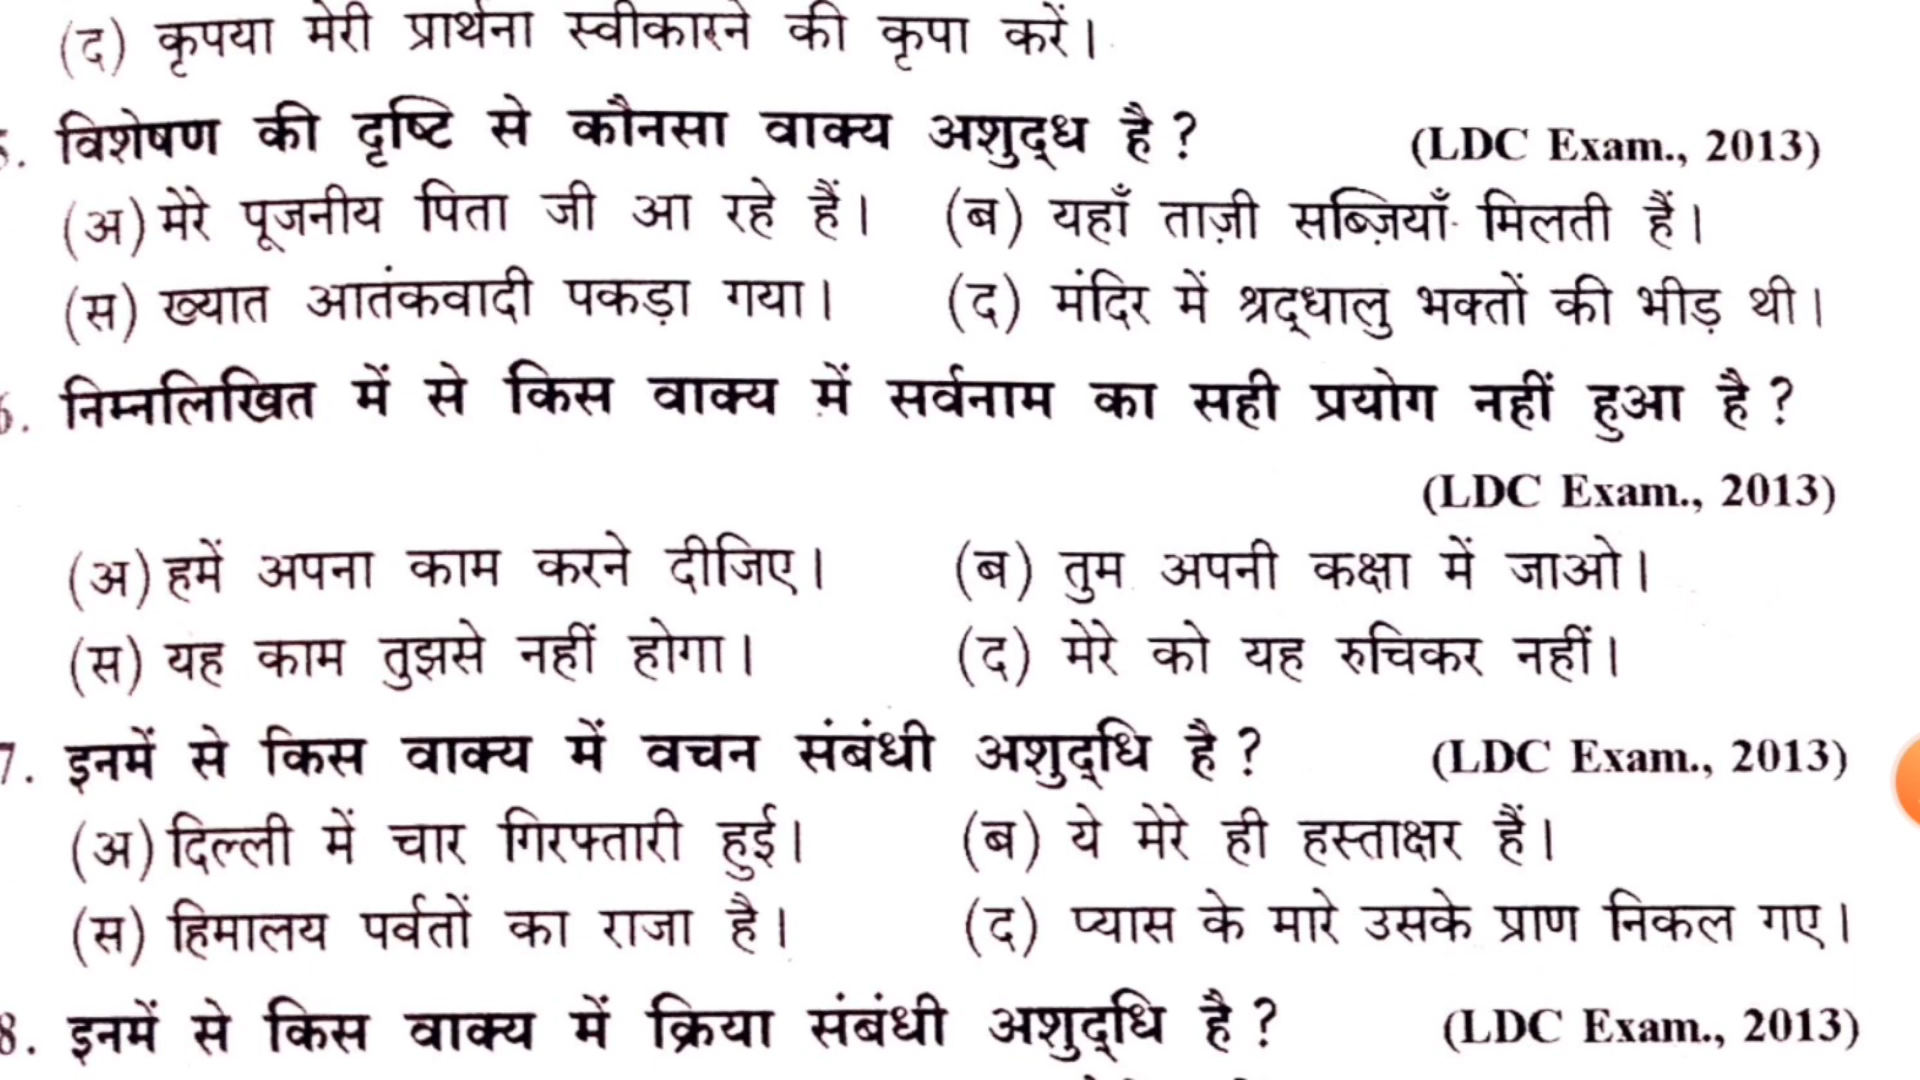 (द) कृपया मेरी प्रार्थना स्वीकारने की कृपा करें।
5. विशेषण की दृष्टि से कौनसा वाक्य अशुद्ध है? (LDC Exam., 2013)
(अ) मेरे पूजनीय पिता जी आ रहे हैं। (ब) यहाँ ताज़ी सब्ज़ियाँ मिलती हैं।
(स) ख्यात आतंकवादी पकड़ा गया। (द) मंदिर में श्रद्धालु भक्तों की भीड़ थी।
6. निम्नलिखित में से किस वाक्य में सर्वनाम का सही प्रयोग नहीं हुआ है?
(LDC Exam., 2013)
(अ) हमें अपना काम करने दीजिए। (ब) तुम अपनी कक्षा में जाओ।
(स) यह काम तुझसे नहीं होगा। (द) मेरे को यह रुचिकर नहीं।
7. इनमें से किस वाक्य में वचन संबंधी अशुद्धि है? (LDC Exam., 2013)
(अ) दिल्ली में चार गिरफ्तारी हुई। (ब) ये मेरे ही हस्ताक्षर हैं।
(स) हिमालय पर्वतों का राजा है। (द) प्यास के मारे उसके प्राण निकल गए।
8. इनमें से किस वाक्य में क्रिया संबंधी अशुद्धि है? (LDC Exam., 2013)